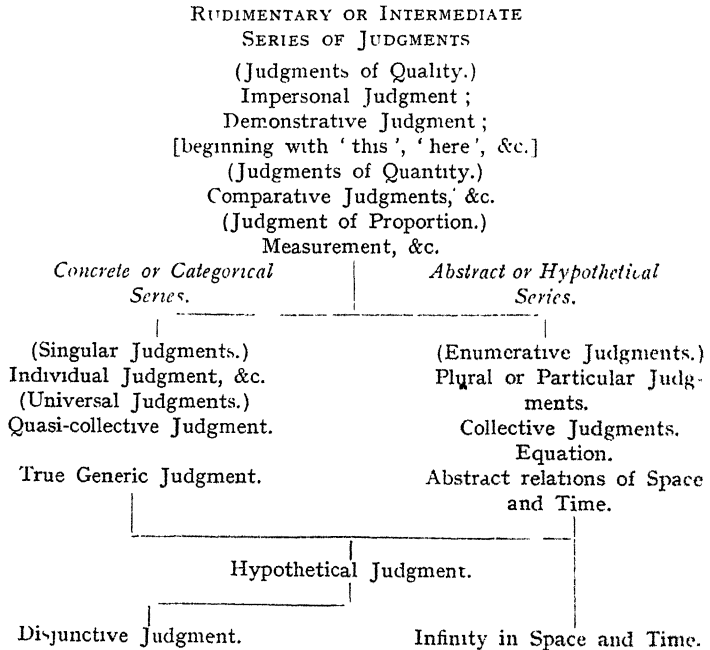 RUDIMENTARY OR INTERMEDIATE
SERIES OF JUDGMENTS
(Judgments of Quality.)
Impersonal Judgment ;
Demonstrative Judgment ;
[beginning with ‘ this ’, ‘ here ’, &c.]
(Judgments of Quantity.)
Comparative Judgments, &c.
(Judgment of Proportion.)
Measurement, &c.
Concrete or Categorical
Series.
(Singular Judgments.)
Individual Judgment, &c.
(Universal Judgments.)
Quasi-collective Judgment.
True Generic Judgment.
Abstract or Hypothetical
Series.
(Enumerative Judgments.)
Plural or Particular Judg-
ments.
Collective Judgments.
Equation.
Abstract relations of Space
and Time.
Hypothetical Judgment.
Disjunctive Judgment.
Infinity in Space and Time.